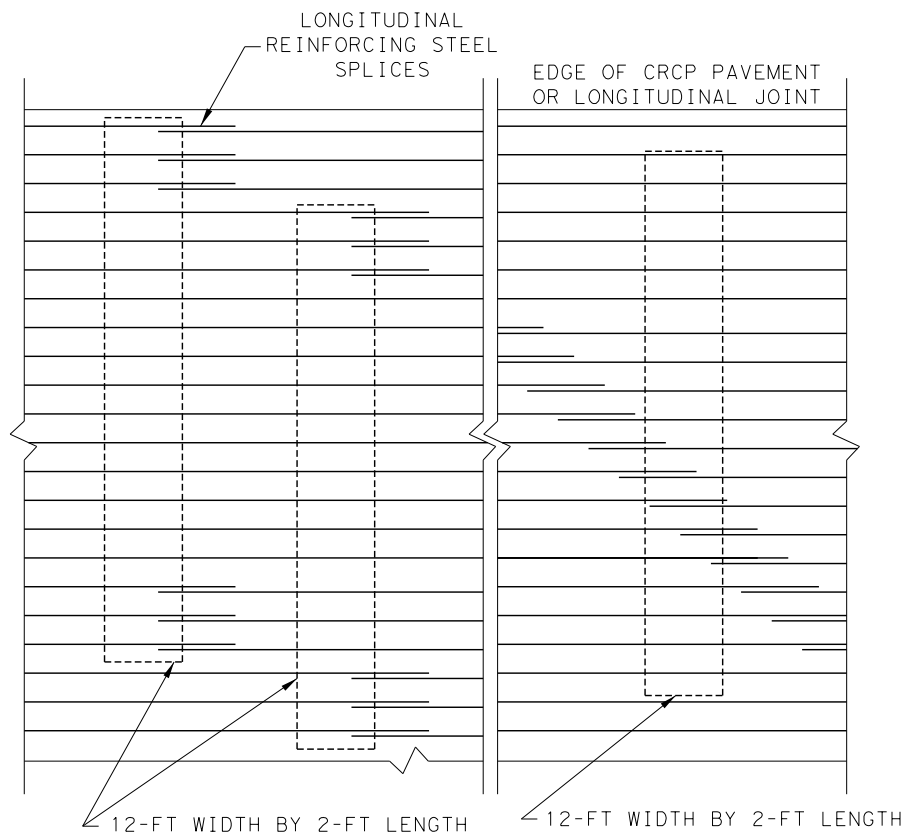 LONGITUDINAL
REINFORCING STEEL
SPLICES
EDGE OF CRCP PAVEMENT
OR LONGITUDINAL JOINT
12-FT WIDTH BY 2-FT LENGTH
12-FT WIDTH BY 2-FT LENGTH